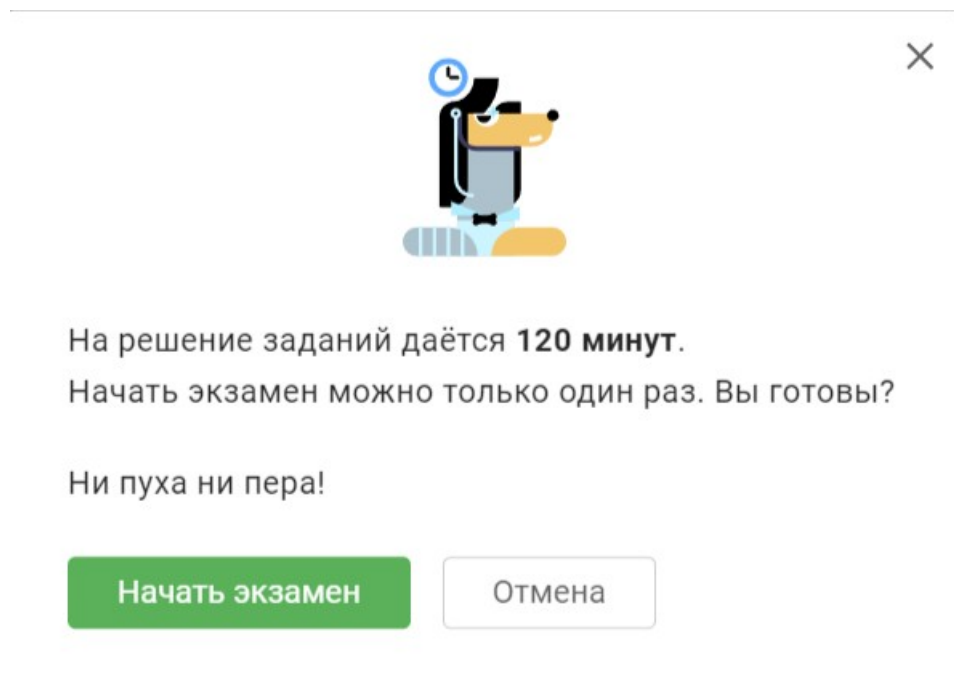 На решение заданий даётся 120 минут.
Начать экзамен можно только один раз. Вы готовы?
Ни пуха ни пера!
Начать экзамен
Отмена